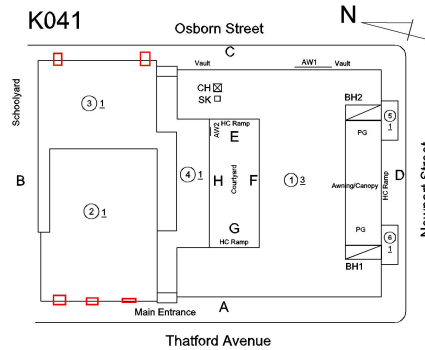 K041
Osborn Street
N
C
Vault
AW1
Vault
CH
SK
BH2
Schoolyard
3 1
AW2
HC Ramp
E
5
1
PG
B
4 1
H
Courtyard
F
1 3
Awning/Canopy
HC Ramp
D
Newport Street
2 1
G
HC Ramp
PG
6
1
BH1
A
Main Entrance
Thatford Avenue